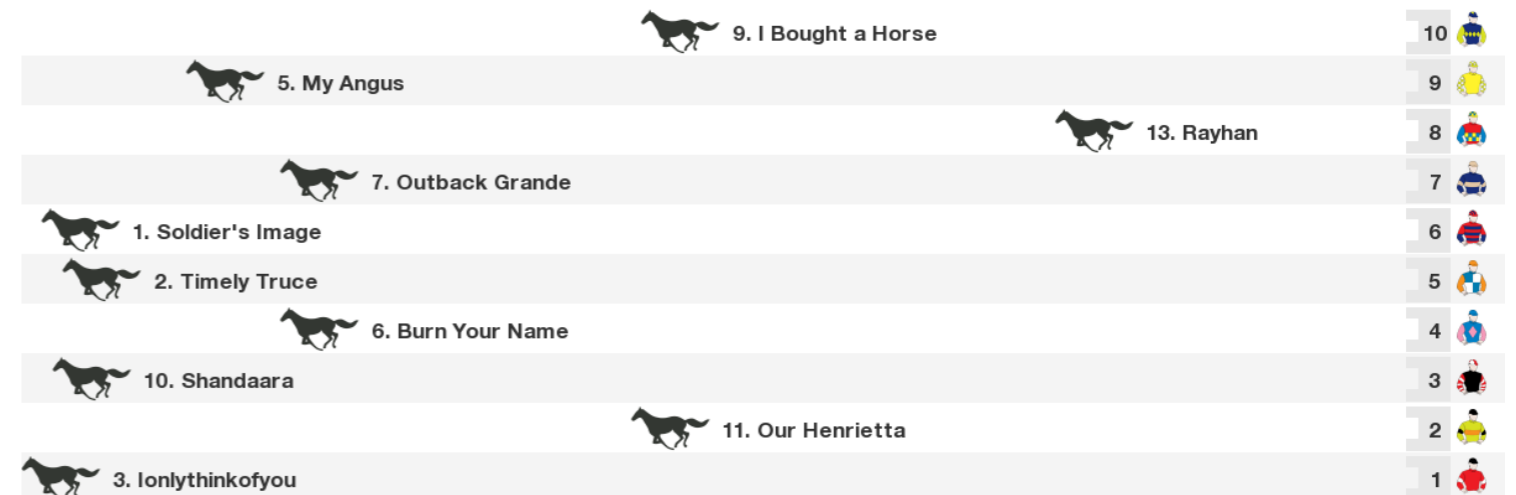 9. I Bought a Horse 10
5. My Angus 9
13. Rayhan 8
7. Outback Grande 7
1. Soldier's Image 6
2. Timely Truce 5
6. Burn Your Name 4
10. Shandaara 3
11. Our Henrietta 2
3. Ionlythinkofyou 1